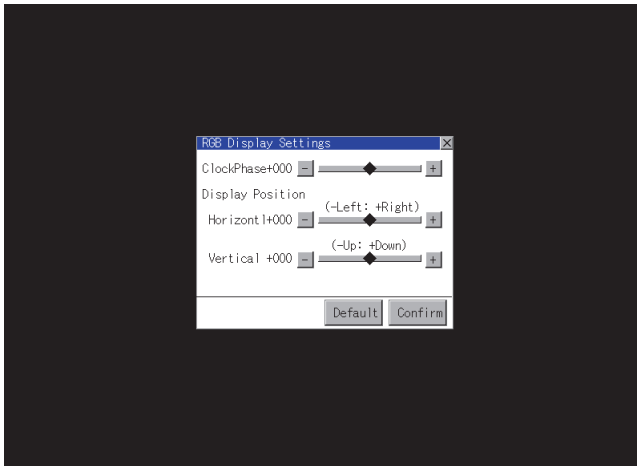 RGB Display Settings
ClockPhase+000 - +
Display Position
(-Left: +Right)
Horizontl+000 - +
(-Up: +Down)
Vertical +000 - +
Default Confirm